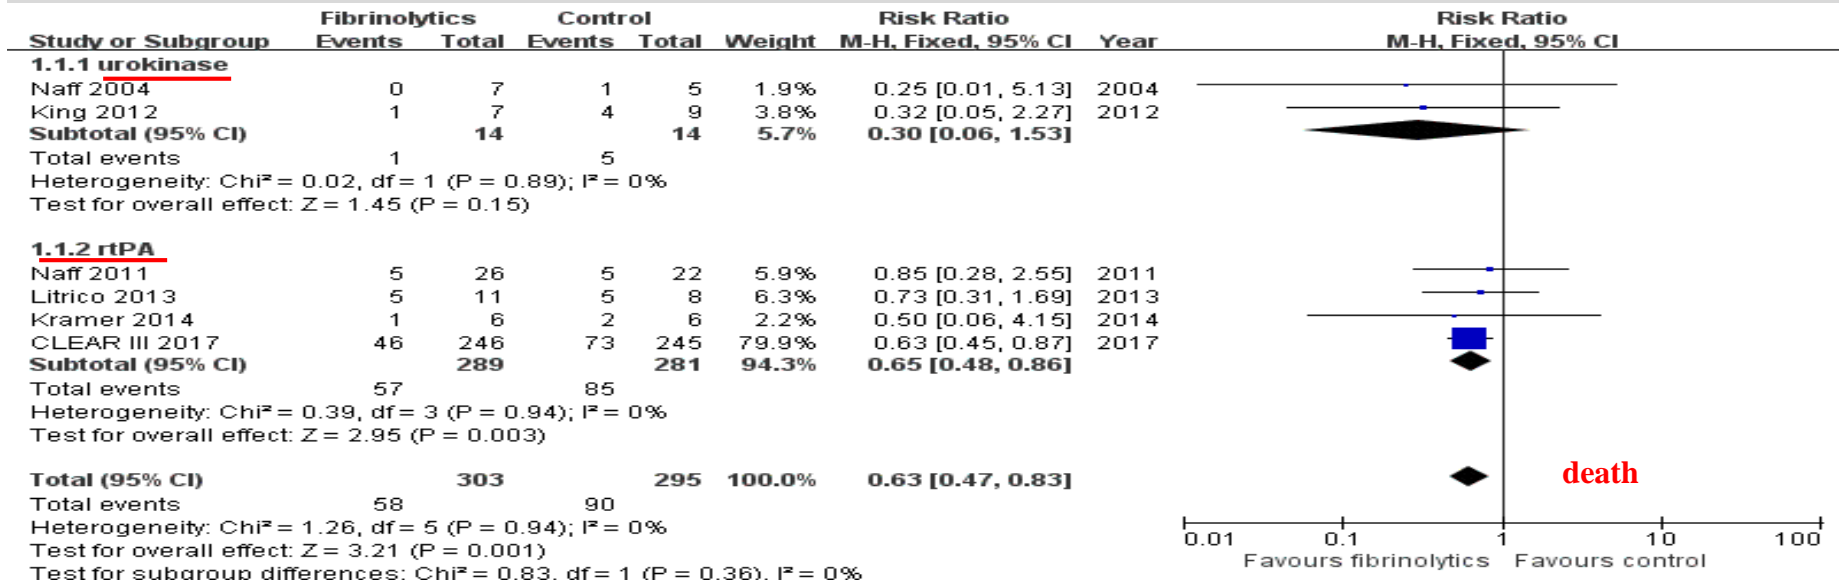 Fibrinolytics Control Risk Ratio Risk Ratio
Study or Subgroup Events Total Events Total Weight M-H, Fixed, 95% CI Year M-H, Fixed, 95% CI
1.1.1 urokinase
Naff 2004 0 7 1 5 1.9% 0.25 [0.01, 5.13] 2004
King 2012 1 7 4 9 3.8% 0.32 [0.05, 2.27] 2012
Subtotal (95% CI) 14 14 5.7% 0.30 [0.06, 1.53]
Total events 1 5
Heterogeneity: Chi² = 0.02, df = 1 (P = 0.89); I² = 0%
Test for overall effect: Z = 1.45 (P = 0.15)
1.1.2 rtPA
Naff 2011 5 26 5 22 5.9% 0.85 [0.28, 2.55] 2011
Litrico 2013 5 11 5 8 6.3% 0.73 [0.31, 1.69] 2013
Kramer 2014 1 6 2 6 2.2% 0.50 [0.06, 4.15] 2014
CLEAR III 2017 46 246 73 245 79.9% 0.63 [0.45, 0.87] 2017
Subtotal (95% CI) 289 281 94.3% 0.65 [0.48, 0.86]
Total events 57 85
Heterogeneity: Chi² = 0.39, df = 3 (P = 0.94); I² = 0%
Test for overall effect: Z = 2.95 (P = 0.003)
Total (95% CI) 303 295 100.0% 0.63 [0.47, 0.83] death
Total events 58 90
Heterogeneity: Chi² = 1.26, df = 5 (P = 0.94); I² = 0%
Test for overall effect: Z = 3.21 (P = 0.001)
Test for subgroup differences: Chi² = 0.83, df = 1 (P = 0.36), I² = 0%
0.01 0.1 1 10 100
Favours fibrinolytics Favours control